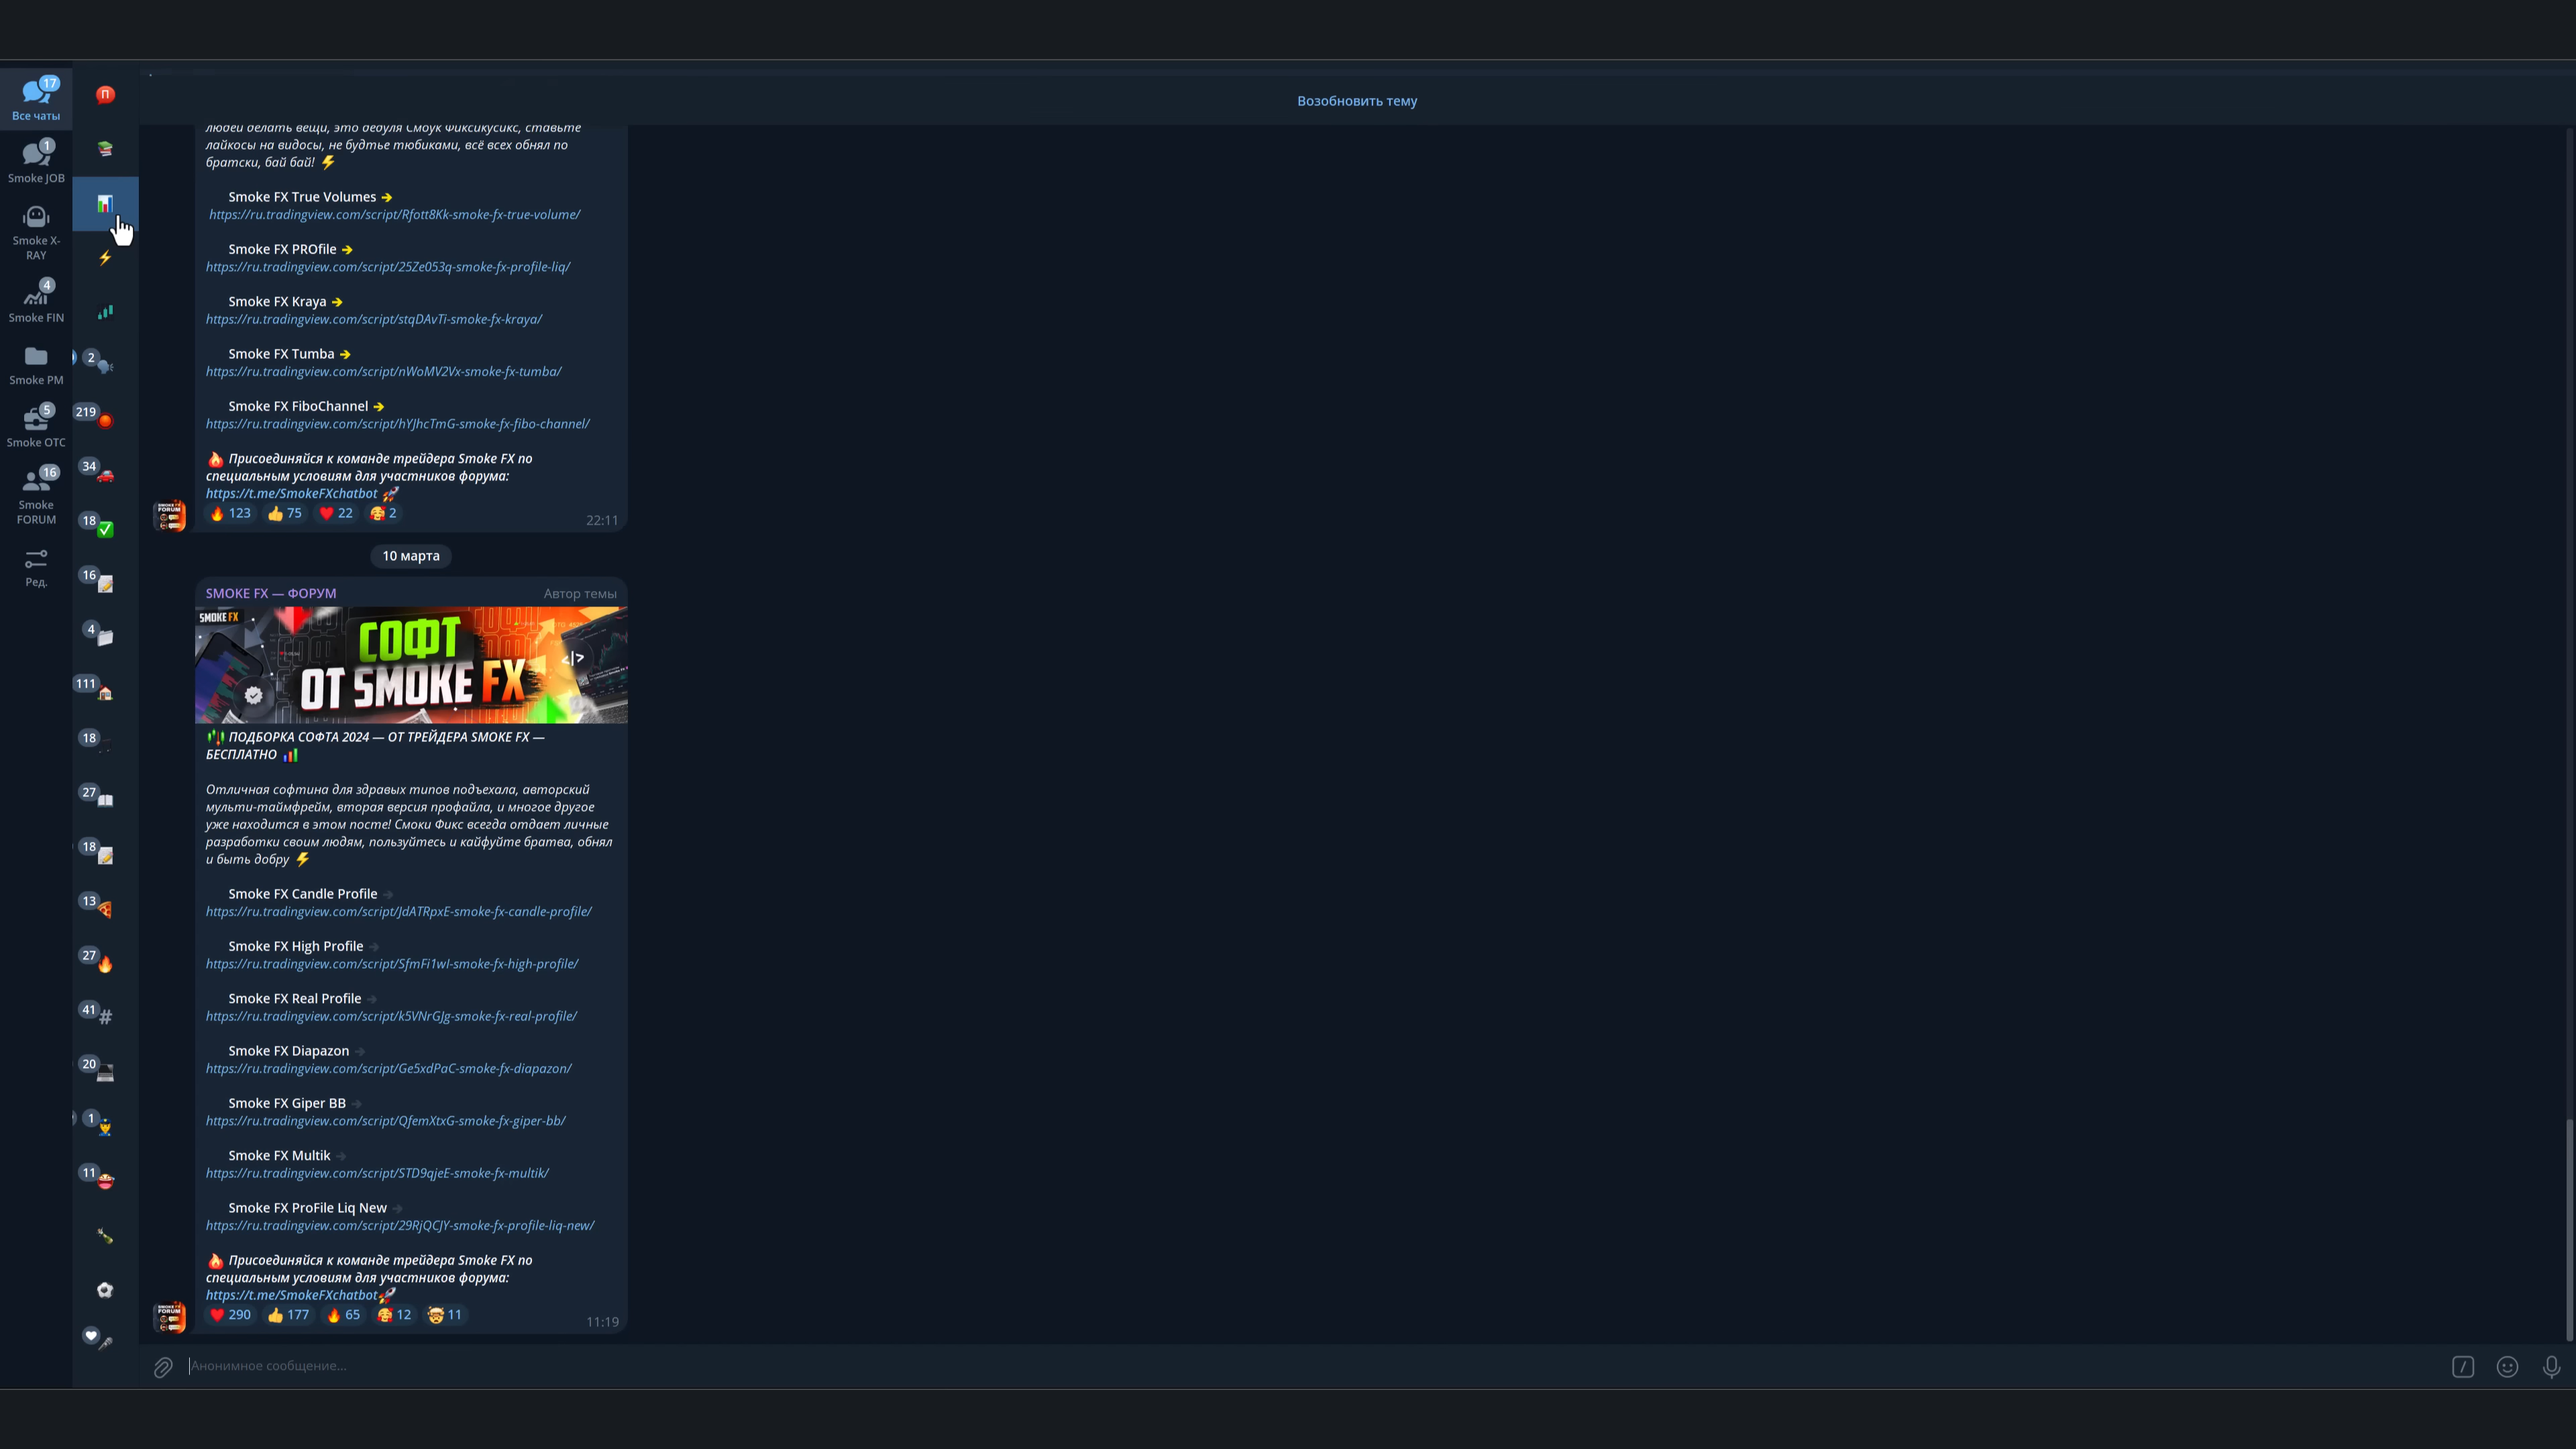 17
Все чаты
1
Smoke JOB
Smoke X-
RAY
4
Smoke FIN
Smoke PM
5
Smoke OTC
16
Smoke
FORUM
Ред.
П
2
219
34
18
16
4
111
18
27
18
13
27
41
#
20
1
11
Возобновить тему
людей делать вещи, это дедуля Смоук Фиксикусикс, ставьте
лайкосы на видосы, не будтье тюбиками, всё всех обнял по
братски, бай бай! ⚡
Smoke FX True Volumes ➔
https://ru.tradingview.com/script/Rfott8Kk-smoke-fx-true-volume/
Smoke FX PROfile ➔
https://ru.tradingview.com/script/25Ze053q-smoke-fx-profile-liq/
Smoke FX Kraya ➔
https://ru.tradingview.com/script/stqDAvTi-smoke-fx-kraya/
Smoke FX Tumba ➔
https://ru.tradingview.com/script/nWoMV2Vx-smoke-fx-tumba/
Smoke FX FiboChannel ➔
https://ru.tradingview.com/script/hYJhcTmG-smoke-fx-fibo-channel/
🔥 Присоединяйся к команде трейдера Smoke FX по
специальным условиям для участников форума:
https://t.me/SmokeFXchatbot 🚀
🔥 123 👍 75 ❤️ 22 🥰 2
22:11
10 марта
SMOKE FX — ФОРУМ Автор темы
SMOKE FX
СОФТ
ОТ SMOKE FX
ПОДБОРКА СОФТА 2024 — ОТ ТРЕЙДЕРА SMOKE FX —
БЕСПЛАТНО 📊
Отличная софтина для здравых типов подъехала, авторский
мульти-таймфрейм, вторая версия профайла, и многое другое
уже находится в этом посте! Смоки Фикс всегда отдает личные
разработки своим людям, пользуйтесь и кайфуйте братва, обнял
и быть добру ⚡
Smoke FX Candle Profile ➔
https://ru.tradingview.com/script/JdATRpxE-smoke-fx-candle-profile/
Smoke FX High Profile ➔
https://ru.tradingview.com/script/SfmFi1wI-smoke-fx-high-profile/
Smoke FX Real Profile ➔
https://ru.tradingview.com/script/k5VNrGJg-smoke-fx-real-profile/
Smoke FX Diapazon ➔
https://ru.tradingview.com/script/Ge5xdPaC-smoke-fx-diapazon/
Smoke FX Giper BB ➔
https://ru.tradingview.com/script/QfemXtxG-smoke-fx-giper-bb/
Smoke FX Multik ➔
https://ru.tradingview.com/script/STD9qjeE-smoke-fx-multik/
Smoke FX ProFile Liq New ➔
https://ru.tradingview.com/script/29RjQCJY-smoke-fx-profile-liq-new/
🔥 Присоединяйся к команде трейдера Smoke FX по
специальным условиям для участников форума:
https://t.me/SmokeFXchatbot🚀
❤️ 290 👍 177 🔥 65 🥰 12 🤯 11
11:19
Анонимное сообщение...